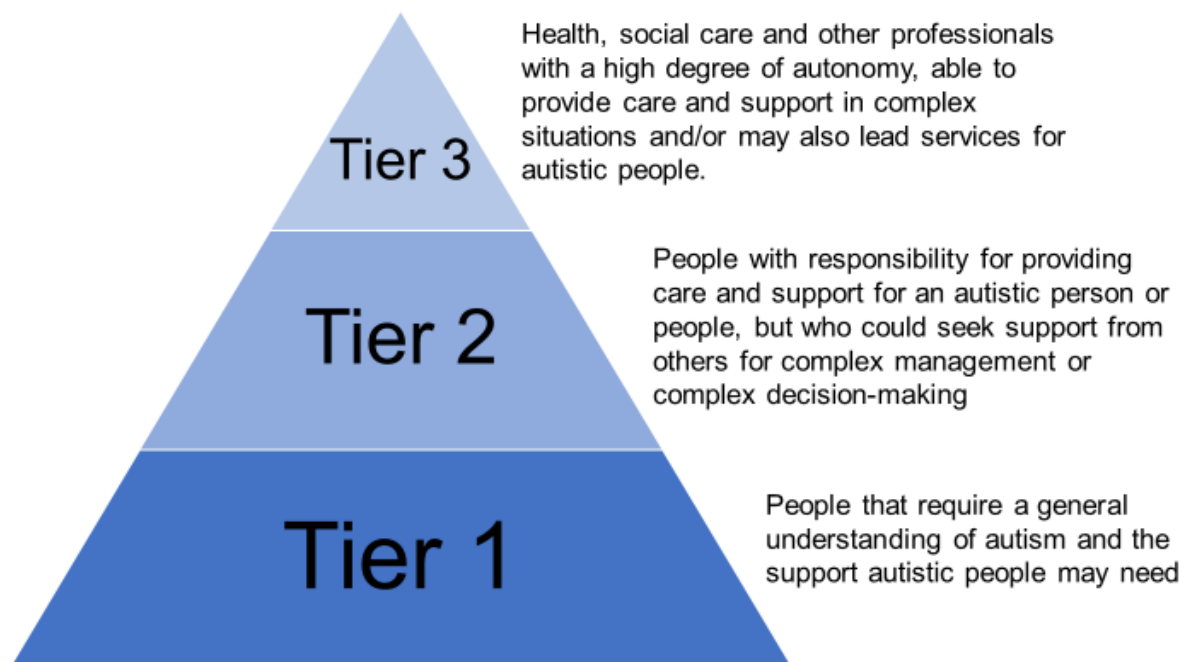 Health, social care and other professionals
with a high degree of autonomy, able to
provide care and support in complex
situations and/or may also lead services for
autistic people.
Tier 3
People with responsibility for providing
care and support for an autistic person or
people, but who could seek support from
others for complex management or
complex decision-making
Tier 2
People that require a general
understanding of autism and the
support autistic people may need
Tier 1